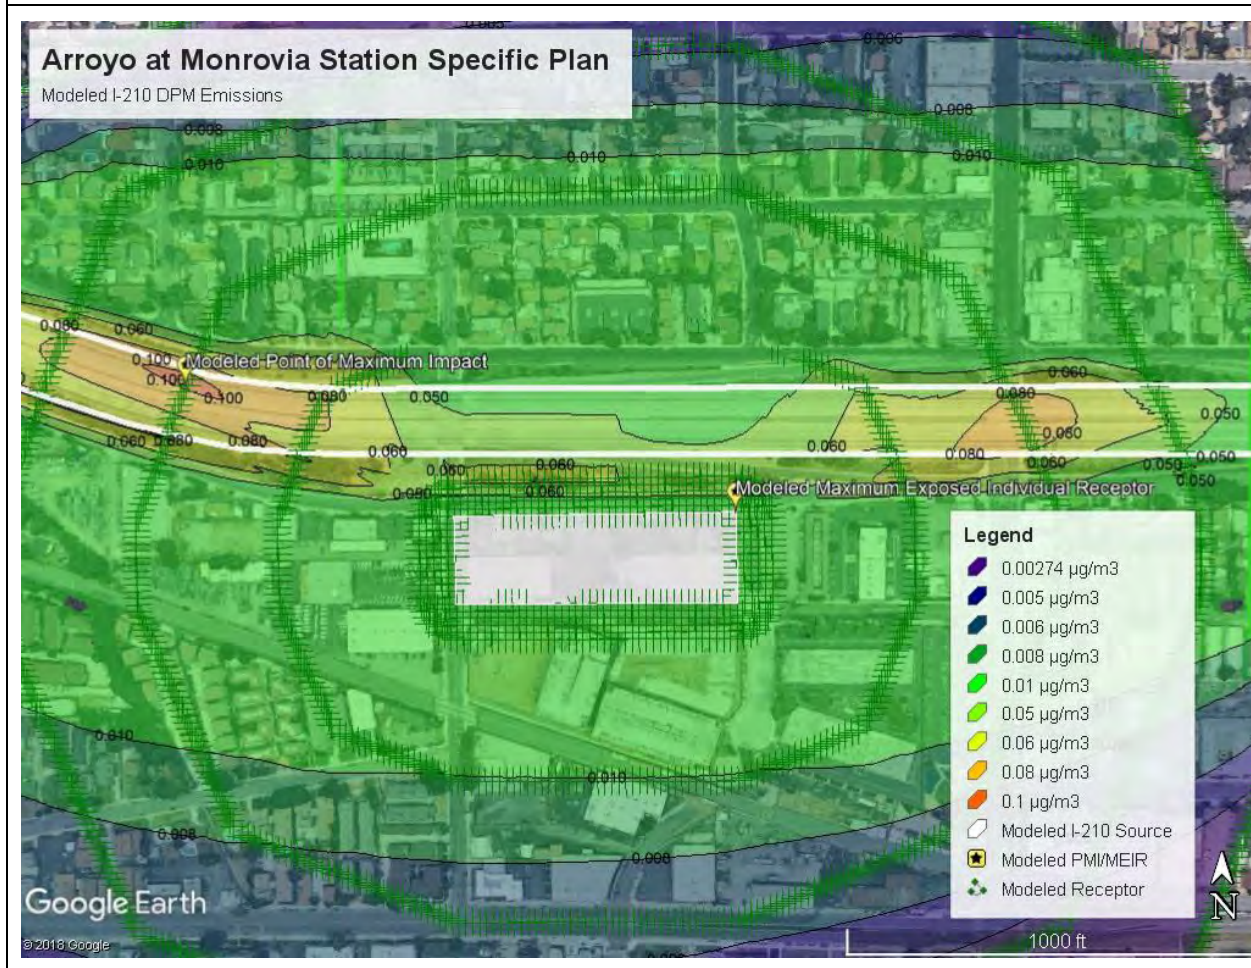 0.005
0.006
Arroyo at Monrovia Station Specific Plan
Modeled I-210 DPM Emissions
0.008
0.008
0.010
0.010
0.010
0.080
0.060
0.060
0.100
Modeled Point of Maximum Impact
0.100
0.100
0.080
0.050
0.080
0.050
0.060
0.080
0.080
0.060
0.060
0.080
0.060
0.060
0.060
0.080
0.060
0.050
0.050
0.050
0.060
Modeled Maximum Exposed Individual Receptor
Legend
0.00274 µg/m3
0.005 µg/m3
0.006 µg/m3
0.008 µg/m3
0.01 µg/m3
0.05 µg/m3
0.06 µg/m3
0.08 µg/m3
0.1 µg/m3
Modeled I-210 Source
Modeled PMI/MEIR
Modeled Receptor
0.010
0.010
0.008
0.008
Google Earth
N
© 2018 Google
1000 ft